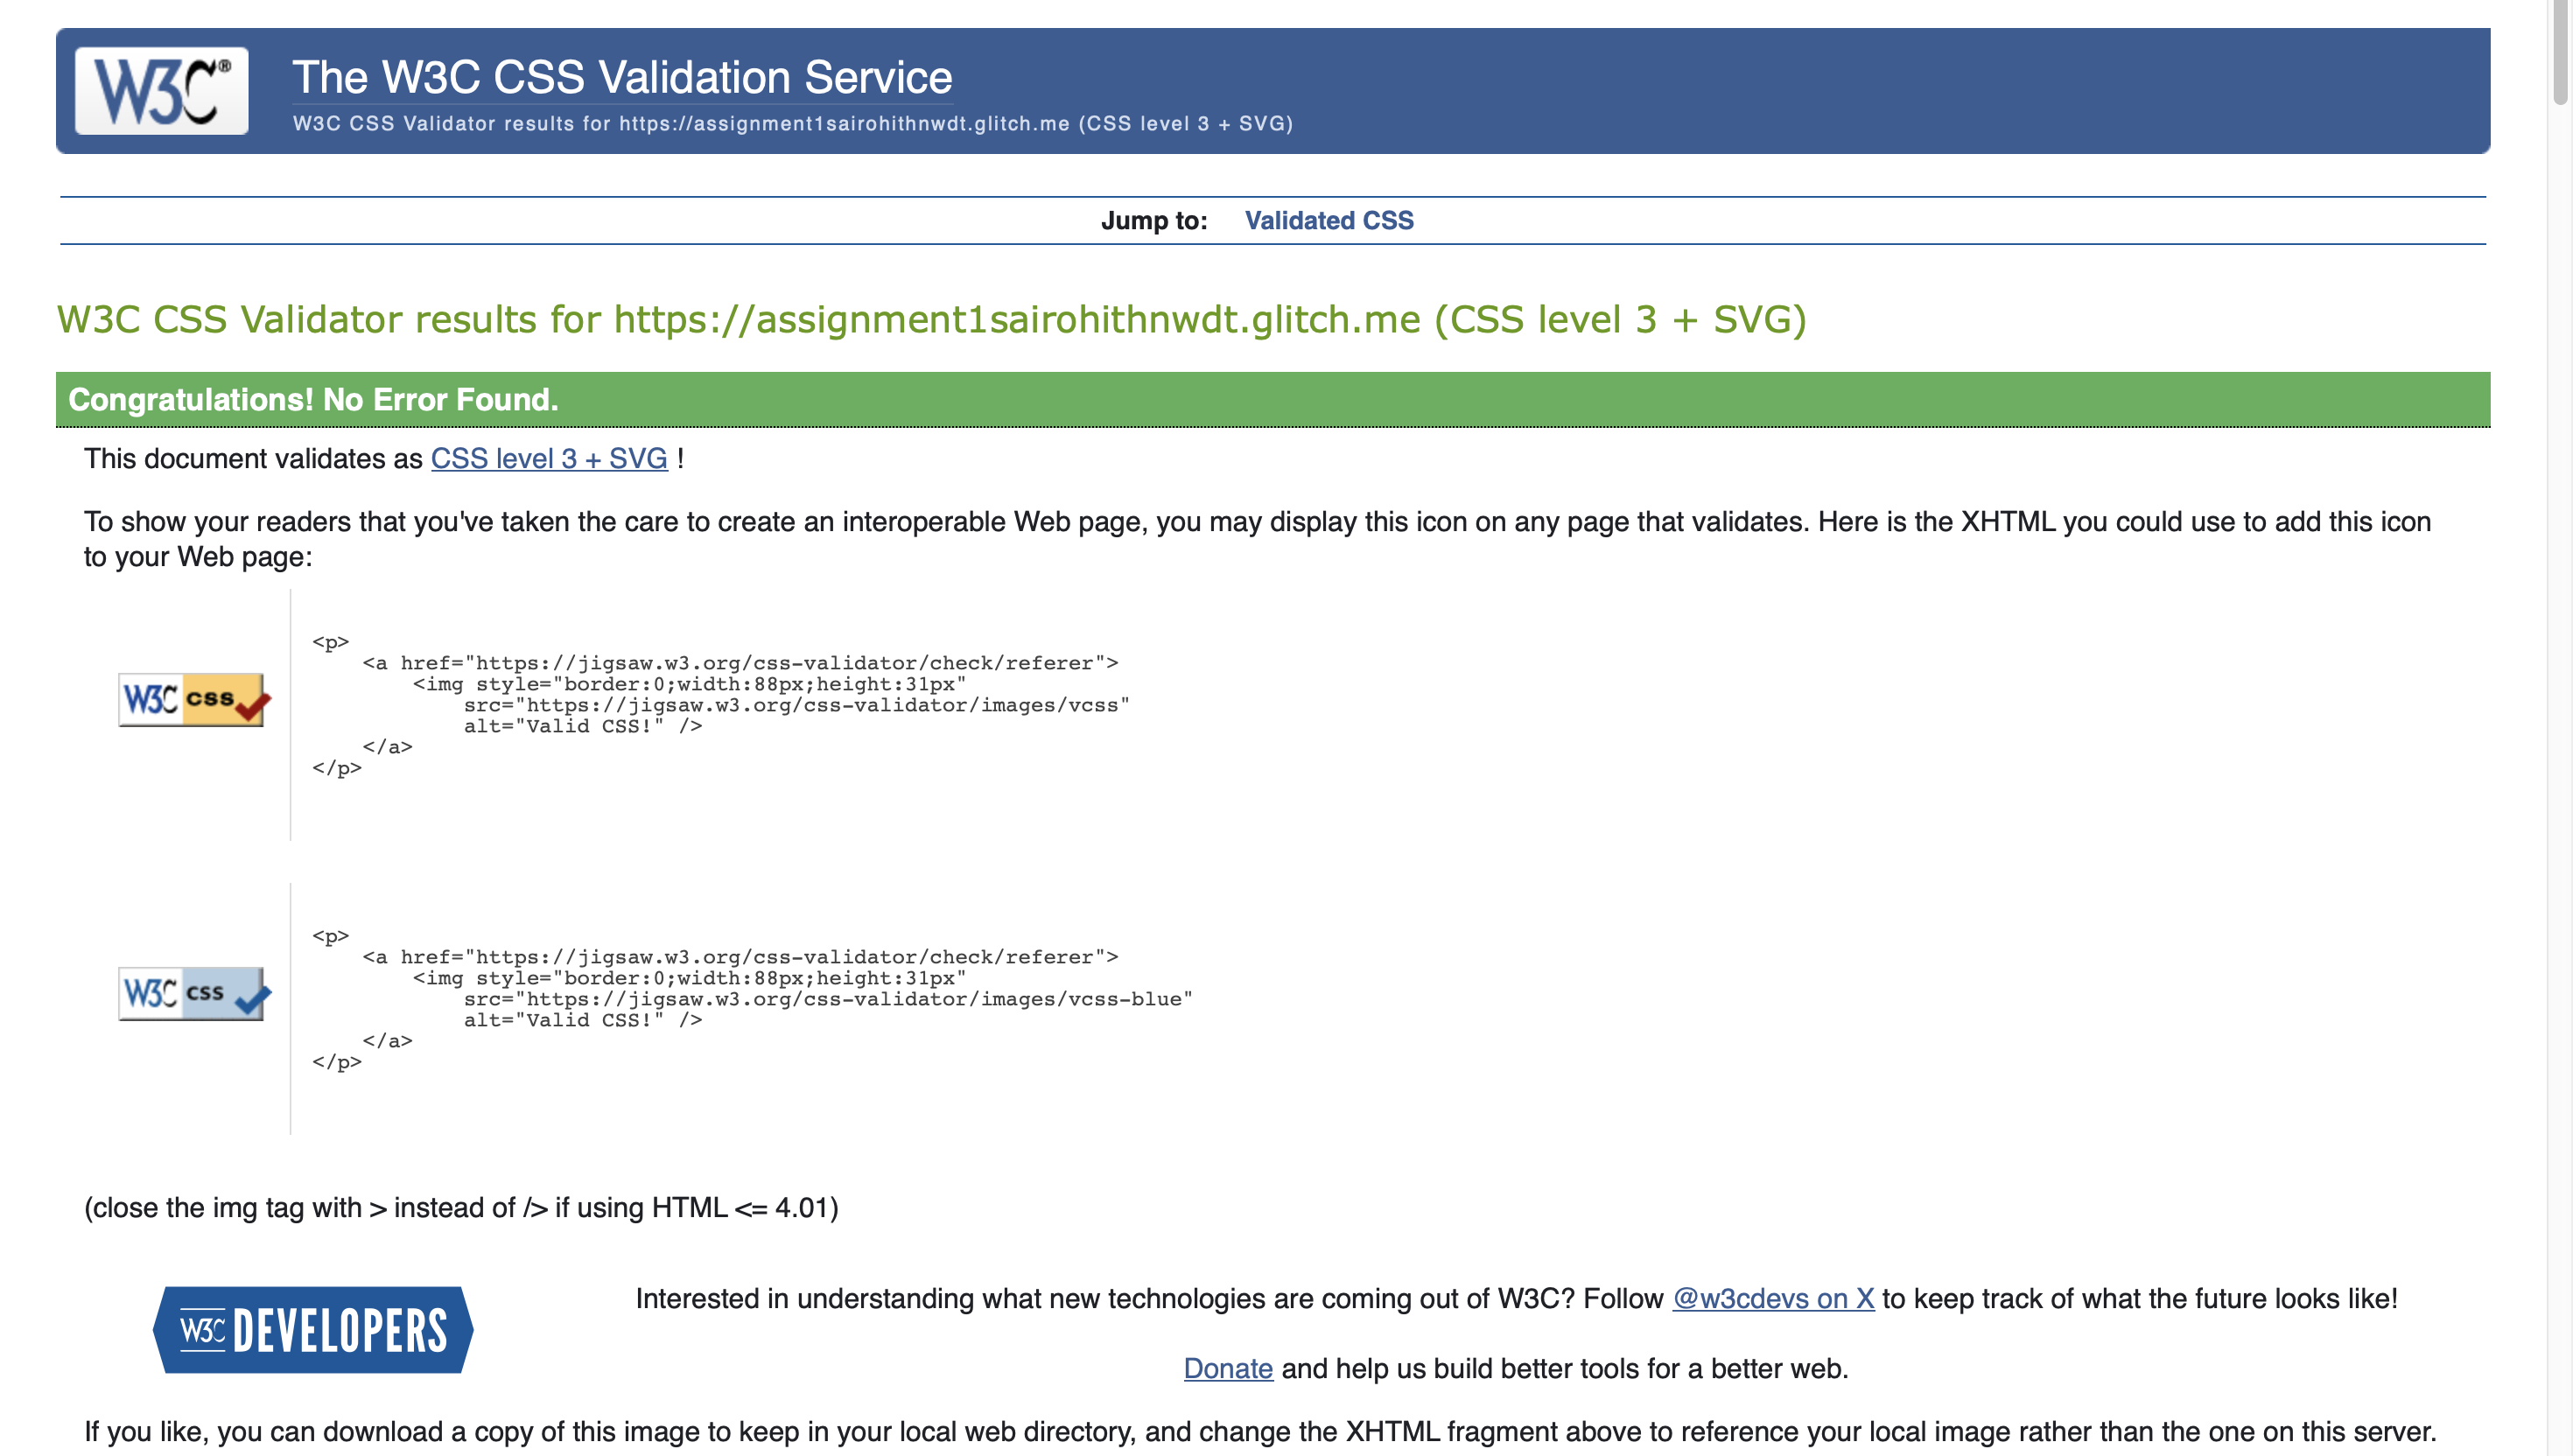 W3C®
The W3C CSS Validation Service
W3C CSS Validator results for https://assignment1sairohithnwdt.glitch.me (CSS level 3 + SVG)
Jump to: Validated CSS
W3C CSS Validator results for https://assignment1sairohithnwdt.glitch.me (CSS level 3 + SVG)
Congratulations! No Error Found.
This document validates as CSS level 3 + SVG !
To show your readers that you've taken the care to create an interoperable Web page, you may display this icon on any page that validates. Here is the XHTML you could use to add this icon
to your Web page:
W3C css
<p>
    <a href="https://jigsaw.w3.org/css-validator/check/referer">
        <img style="border:0;width:88px;height:31px"
            src="https://jigsaw.w3.org/css-validator/images/vcss"
            alt="Valid CSS!" />
    </a>
</p>
W3C css
<p>
    <a href="https://jigsaw.w3.org/css-validator/check/referer">
        <img style="border:0;width:88px;height:31px"
            src="https://jigsaw.w3.org/css-validator/images/vcss-blue"
            alt="Valid CSS!" />
    </a>
</p>
(close the img tag with > instead of /> if using HTML <= 4.01)
W3C DEVELOPERS
Interested in understanding what new technologies are coming out of W3C? Follow @w3cdevs on X to keep track of what the future looks like!
Donate and help us build better tools for a better web.
If you like, you can download a copy of this image to keep in your local web directory, and change the XHTML fragment above to reference your local image rather than the one on this server.